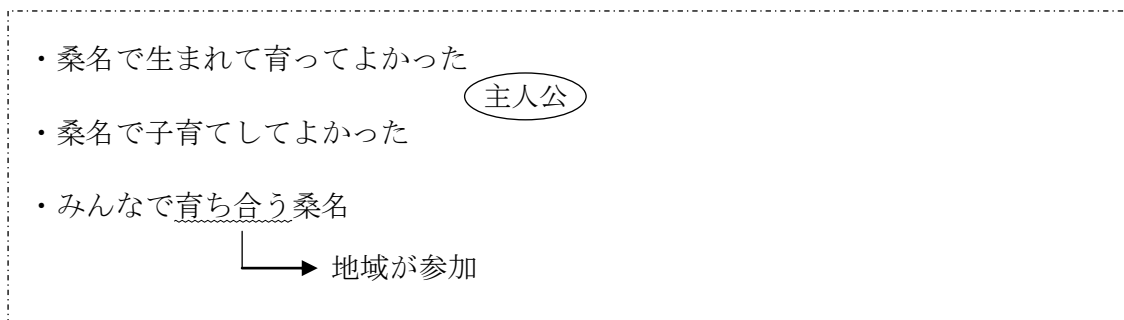 ・桑名で生まれて育ってよかった
主人公
・桑名で子育てしてよかった
・みんなで育ち合う桑名
地域が参加